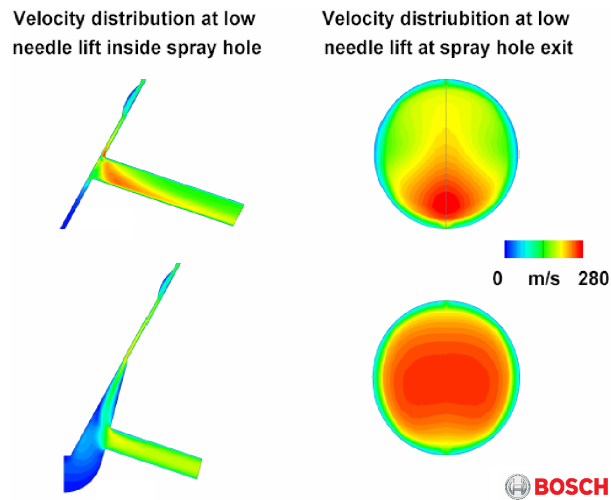 Velocity distribution at low
needle lift inside spray hole
Velocity distriubition at low
needle lift at spray hole exit
0 m/s 280
BOSCH